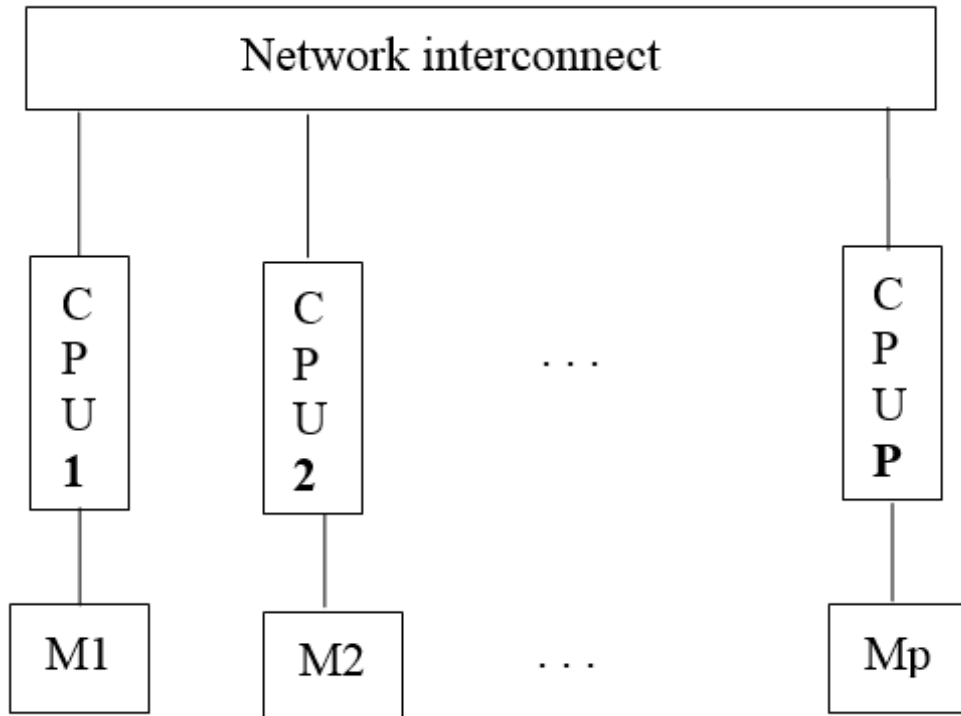 Network interconnect
C
P
U
1
C
P
U
2
. . .
C
P
U
P
M1
M2
. . .
Mp